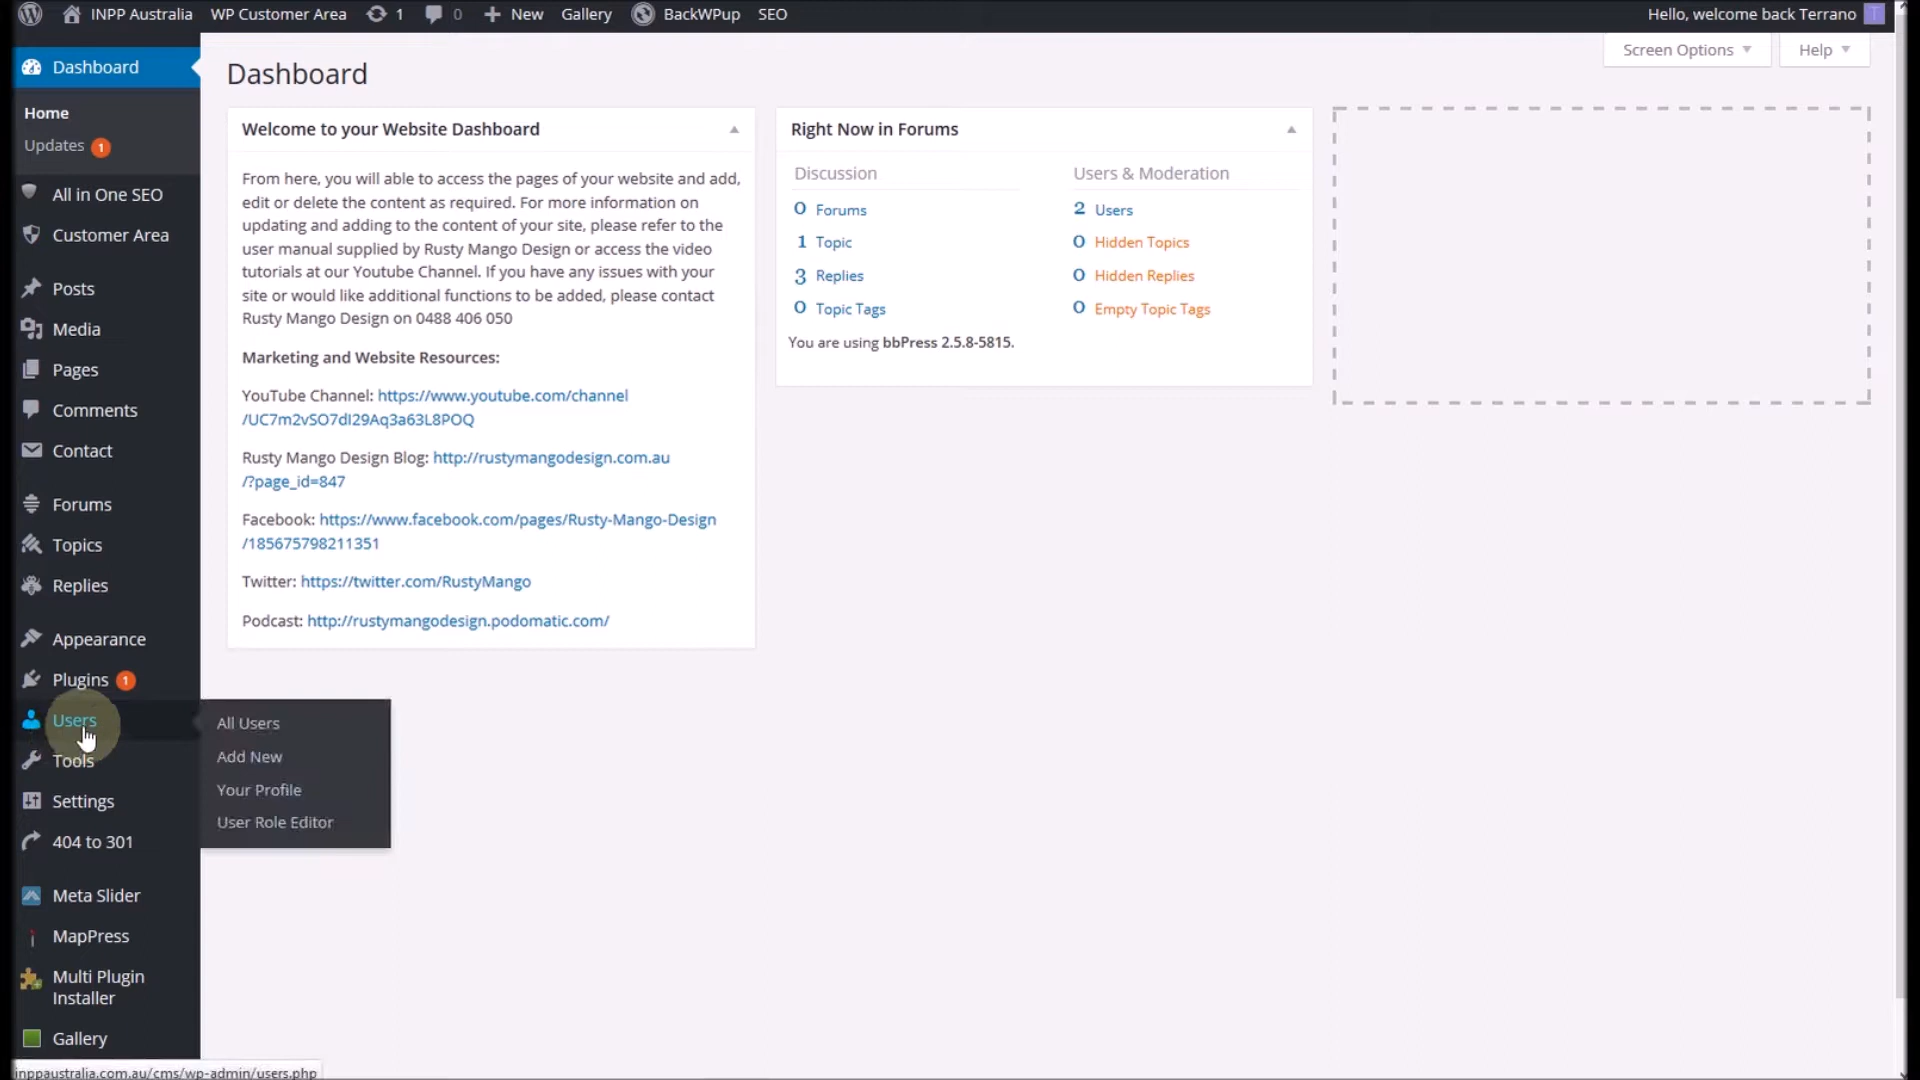 INPP Australia WP Customer Area 1 0 New Gallery BackWPup SEO
Hello, welcome back Terrano
Screen Options Help
Dashboard
Home
Updates 1
All in One SEO
Customer Area
Posts
Media
Pages
Comments
Contact
Forums
Topics
Replies
Appearance
Plugins 1
Users
Tools
Settings
404 to 301
Meta Slider
MapPress
Multi Plugin
Installer
Gallery
All Users
Add New
Your Profile
User Role Editor
Dashboard
Welcome to your Website Dashboard
From here, you will able to access the pages of your website and add,
edit or delete the content as required. For more information on
updating and adding to the content of your site, please refer to the
user manual supplied by Rusty Mango Design or access the video
tutorials at our Youtube Channel. If you have any issues with your
site or would like additional functions to be added, please contact
Rusty Mango Design on 0488 406 050
Marketing and Website Resources:
YouTube Channel: https://www.youtube.com/channel
/UC7m2vSO7dI29Aq3a63L8POQ
Rusty Mango Design Blog: http://rustymangodesign.com.au
/?page_id=847
Facebook: https://www.facebook.com/pages/Rusty-Mango-Design
/185675798211351
Twitter: https://twitter.com/RustyMango
Podcast: http://rustymangodesign.podomatic.com/
Right Now in Forums
Discussion
0 Forums
1 Topic
3 Replies
0 Topic Tags
Users & Moderation
2 Users
0 Hidden Topics
0 Hidden Replies
0 Empty Topic Tags
You are using bbPress 2.5.8-5815.
inppaustralia.com.au/cms/wp-admin/users.php